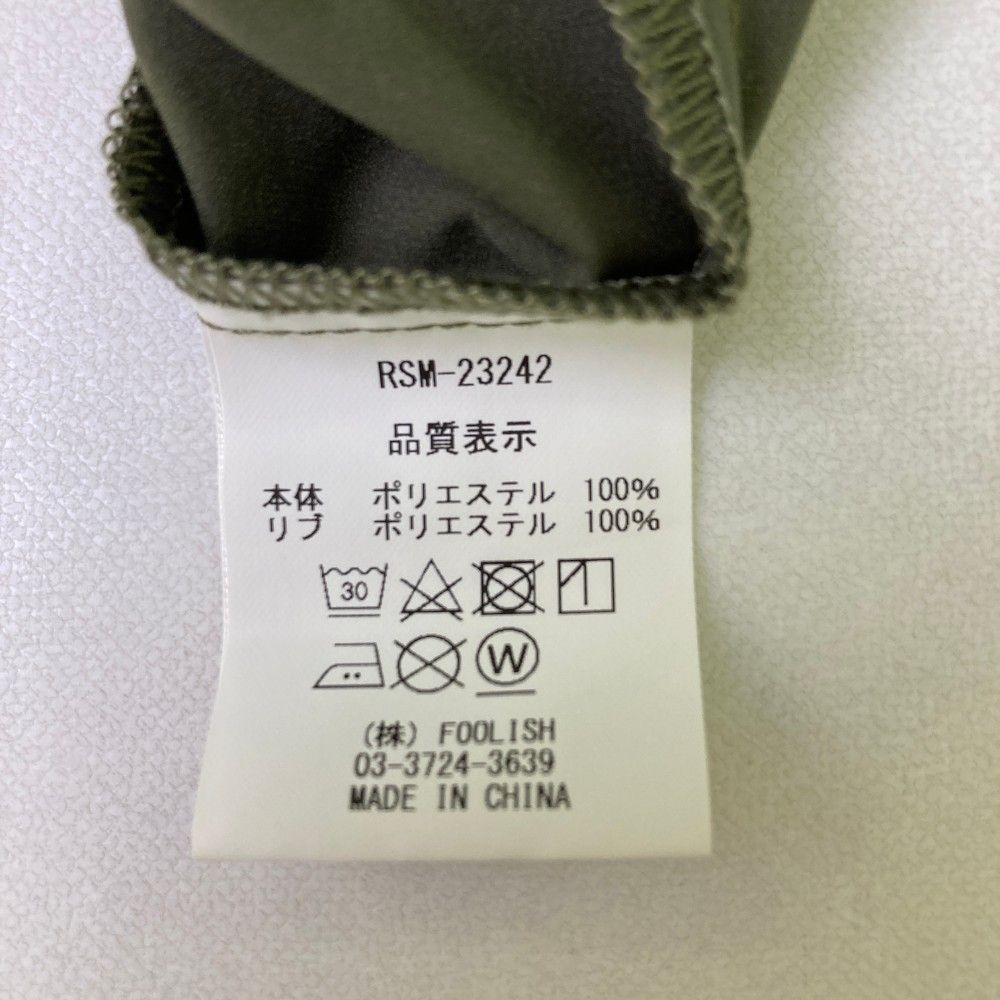 RSM-23242
品質表示
本体 ポリエステル 100%
リブ ポリエステル 100%
30
W
(株) FOOLISH
03-3724-3639
MADE IN CHINA